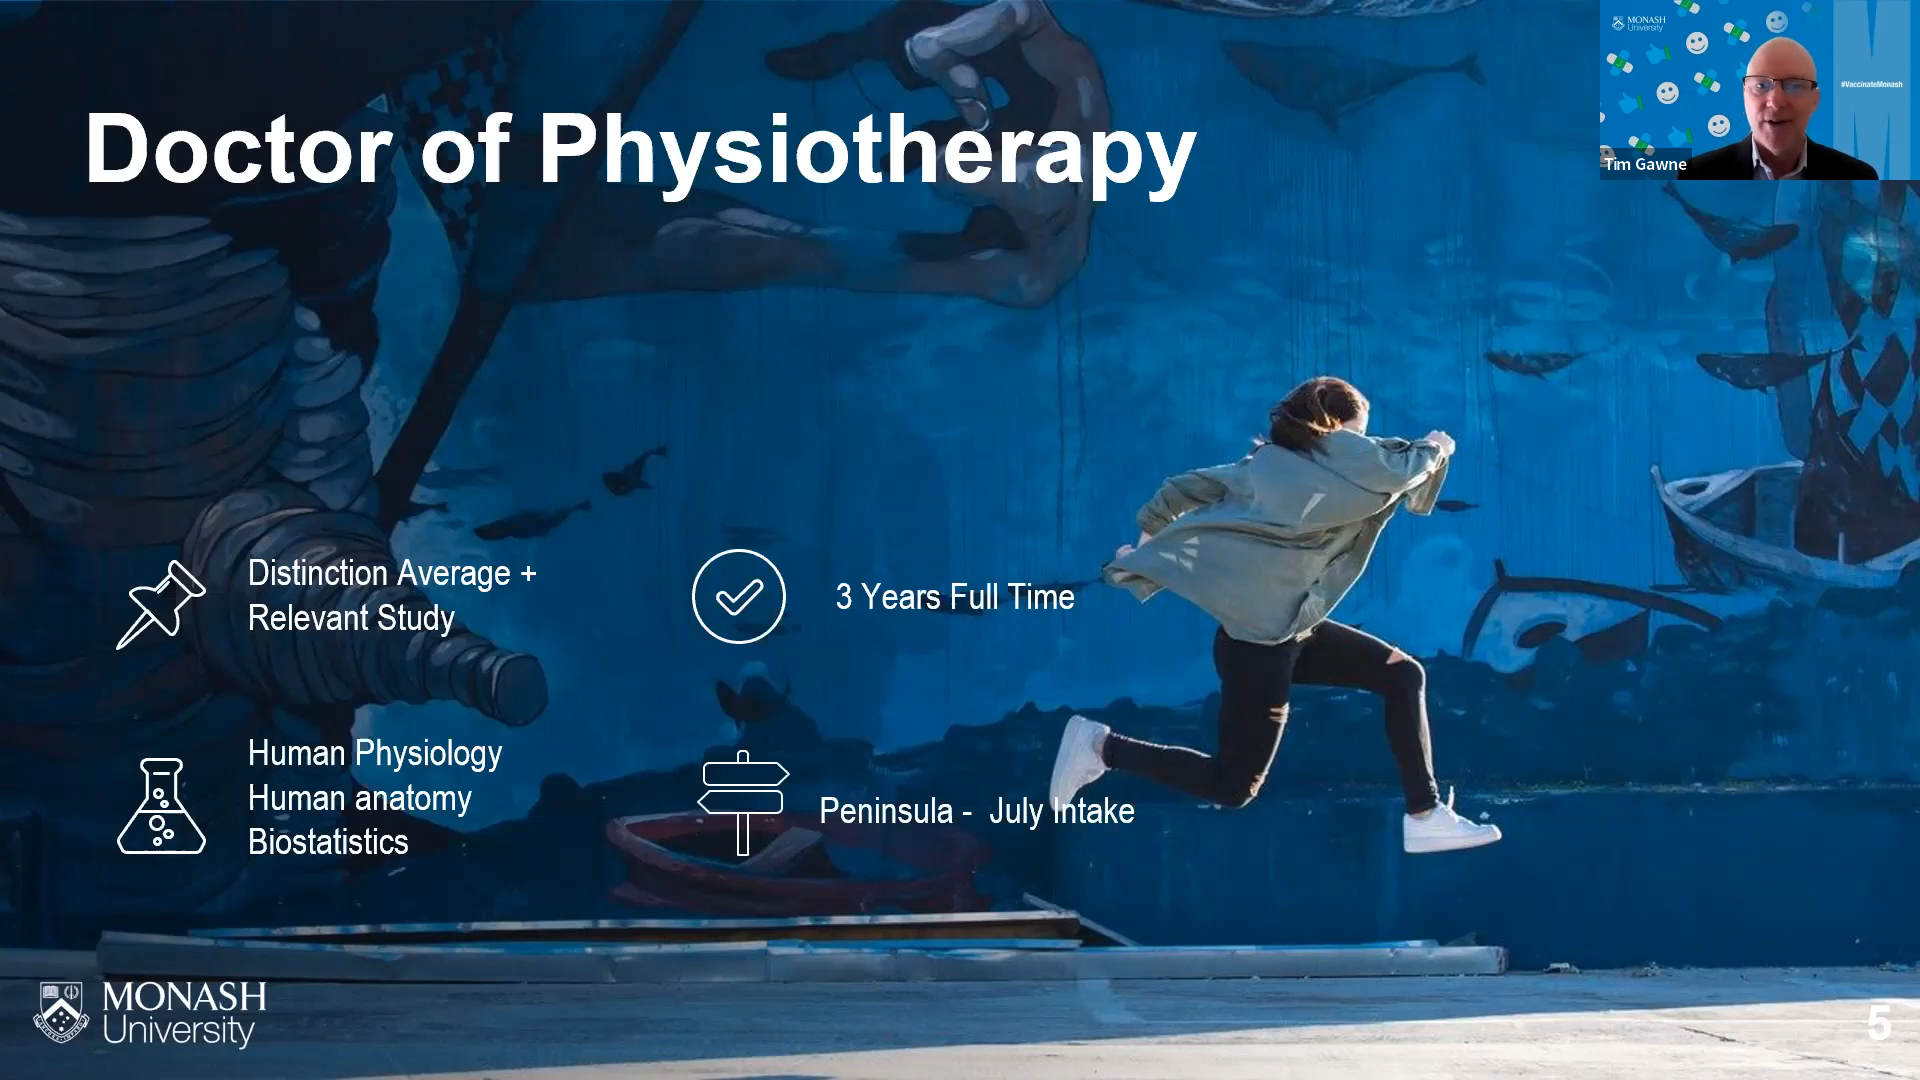 Doctor of Physiotherapy
MONASH
University
#VaccinateMonash
Tim Gawne
Distinction Average +
Relevant Study
3 Years Full Time
Human Physiology
Human anatomy
Biostatistics
Peninsula - July Intake
MONASH
University
5